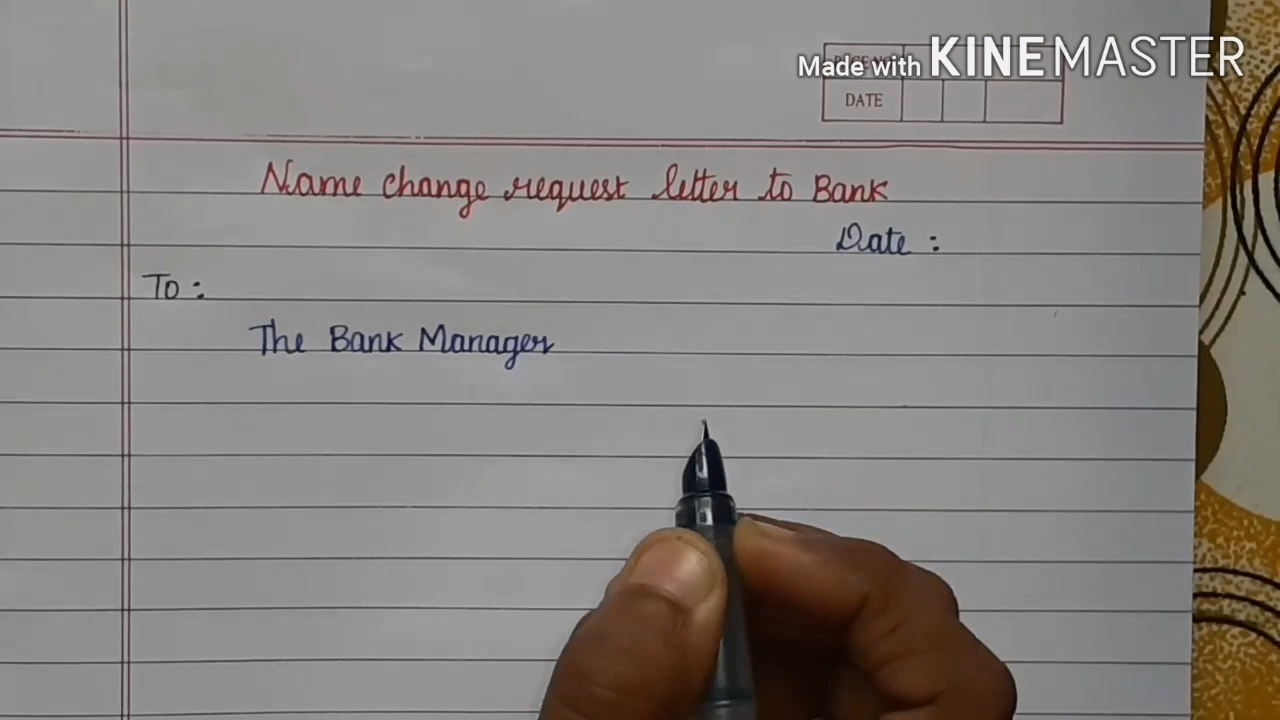 Made with KINEMASTER
DATE
Name change request letter to Bank
Date :
To :
The Bank Manager